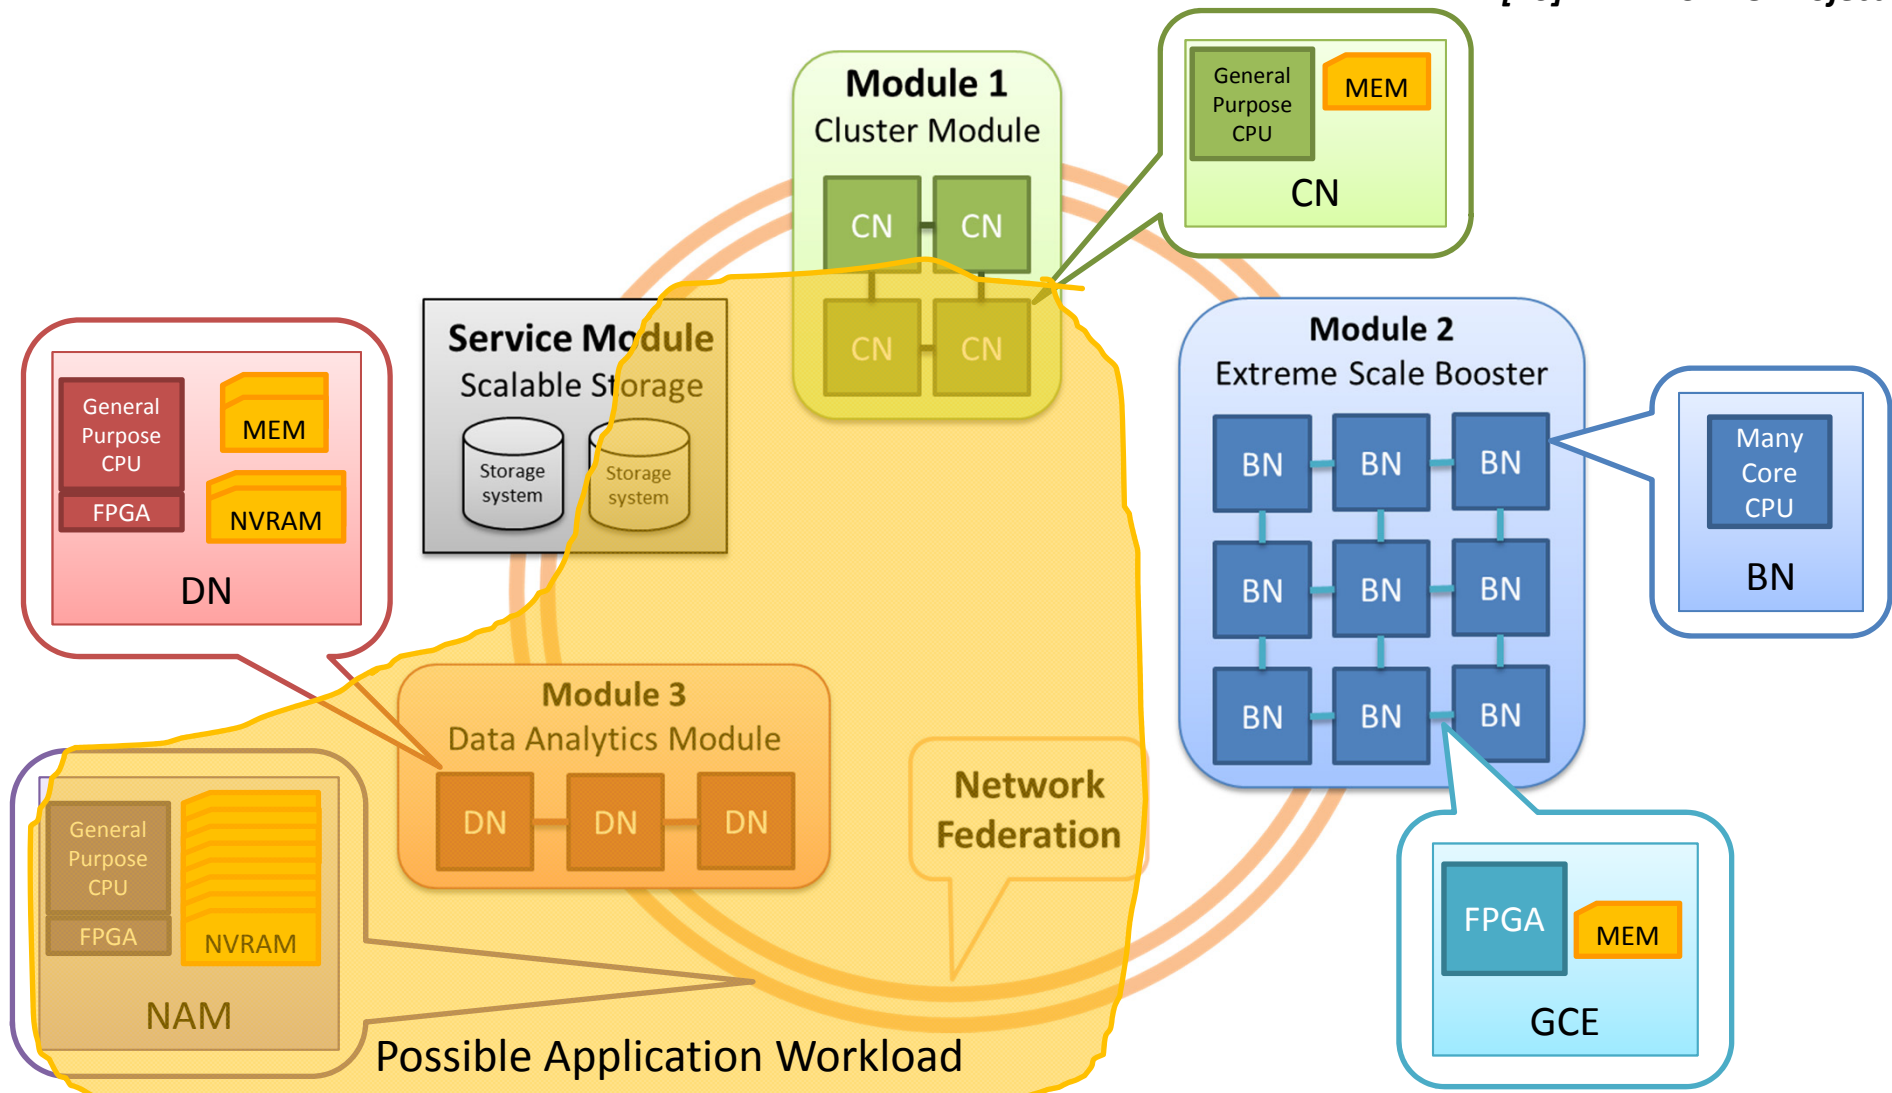 Module 1
Cluster Module
CN CN
CN CN
General
Purpose
CPU
MEM
CN
Service Module
Scalable Storage
Storage
system
Storage
system
Module 2
Extreme Scale Booster
BN BN BN
BN BN BN
BN BN BN
Many
Core
CPU
BN
General
Purpose
CPU
FPGA
MEM
NVRAM
DN
Module 3
Data Analytics Module
DN DN DN
Network
Federation
General
Purpose
CPU
FPGA
NVRAM
NAM
FPGA
MEM
GCE
Possible Application Workload